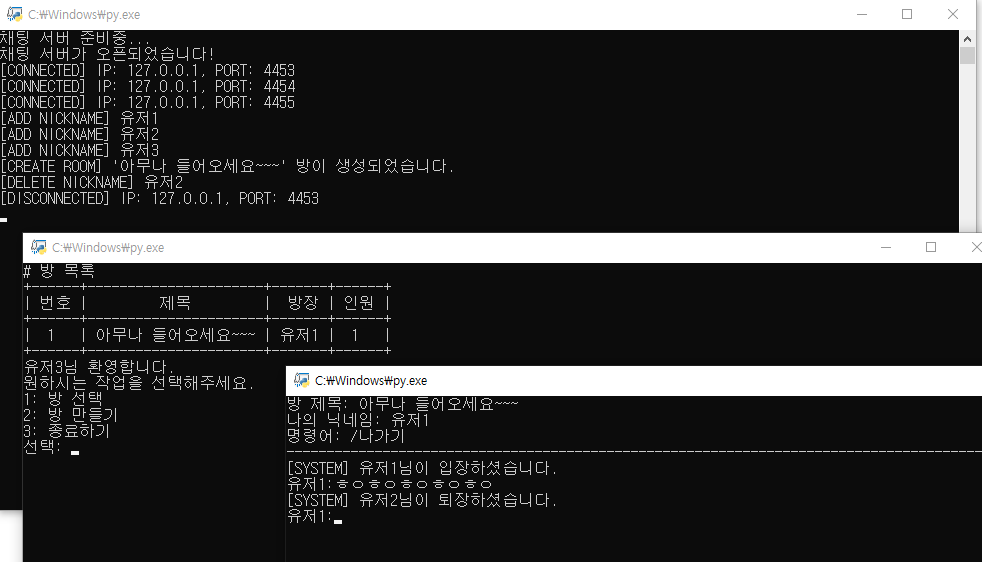 C:\Windows\py.exe
채팅 서버 준비중...
채팅 서버가 오픈되었습니다!
[CONNECTED] IP: 127.0.0.1, PORT: 4453
[CONNECTED] IP: 127.0.0.1, PORT: 4454
[CONNECTED] IP: 127.0.0.1, PORT: 4455
[ADD NICKNAME] 유저1
[ADD NICKNAME] 유저2
[ADD NICKNAME] 유저3
[CREATE ROOM] '아무나 들어오세요~~~' 방이 생성되었습니다.
[DELETE NICKNAME] 유저2
[DISCONNECTED] IP: 127.0.0.1, PORT: 4453
C:₩Windows₩py.exe
# 방 목록
+------+----------------------+-------+------+
| 번호 | 제목 | 방장 | 인원 |
+------+----------------------+-------+------+
| 1 | 아무나 들어오세요~~~ | 유저1 | 1 |
+------+----------------------+-------+------+
유저3님 환영합니다.
원하시는 작업을 선택해주세요.
1: 방 선택
2: 방 만들기
3: 종료하기
선택:
C:₩Windows₩py.exe
방 제목: 아무나 들어오세요~~~
나의 닉네임: 유저1
명령어: /나가기
--------------------------------------------------------------------------------
[SYSTEM] 유저1님이 입장하셨습니다.
유저1:ㅎㅇㅎㅇㅎㅇㅎㅇㅎㅇ
[SYSTEM] 유저2님이 퇴장하셨습니다.
유저1: